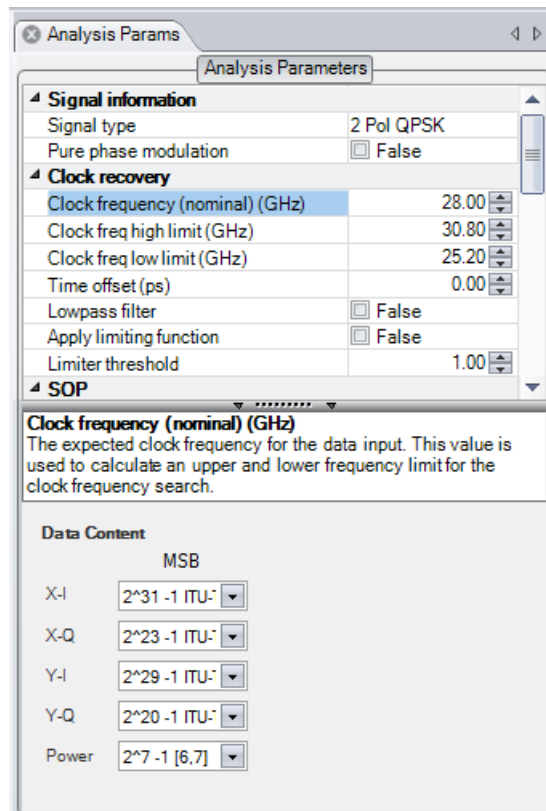 Analysis Params
Analysis Parameters
Signal information
Signal type 2 Pol QPSK
Pure phase modulation False
Clock recovery
Clock frequency (nominal) (GHz) 28.00
Clock freq high limit (GHz) 30.80
Clock freq low limit (GHz) 25.20
Time offset (ps) 0.00
Lowpass filter False
Apply limiting function False
Limiter threshold 1.00
SOP
Clock frequency (nominal) (GHz)
The expected clock frequency for the data input. This value is
used to calculate an upper and lower frequency limit for the
clock frequency search.
Data Content
MSB
X-I 2^31 -1 ITU-
X-Q 2^23 -1 ITU-
Y-I 2^29 -1 ITU-
Y-Q 2^20 -1 ITU-
Power 2^7 -1 [6,7]